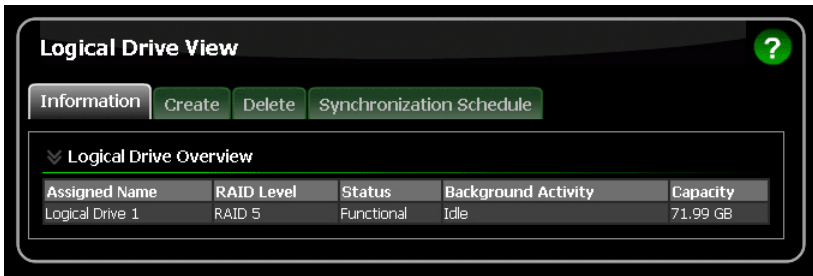 Logical Drive View
?
Information Create Delete Synchronization Schedule
Logical Drive Overview
Assigned Name RAID Level Status Background Activity Capacity
Logical Drive 1 RAID 5 Functional Idle 71.99 GB